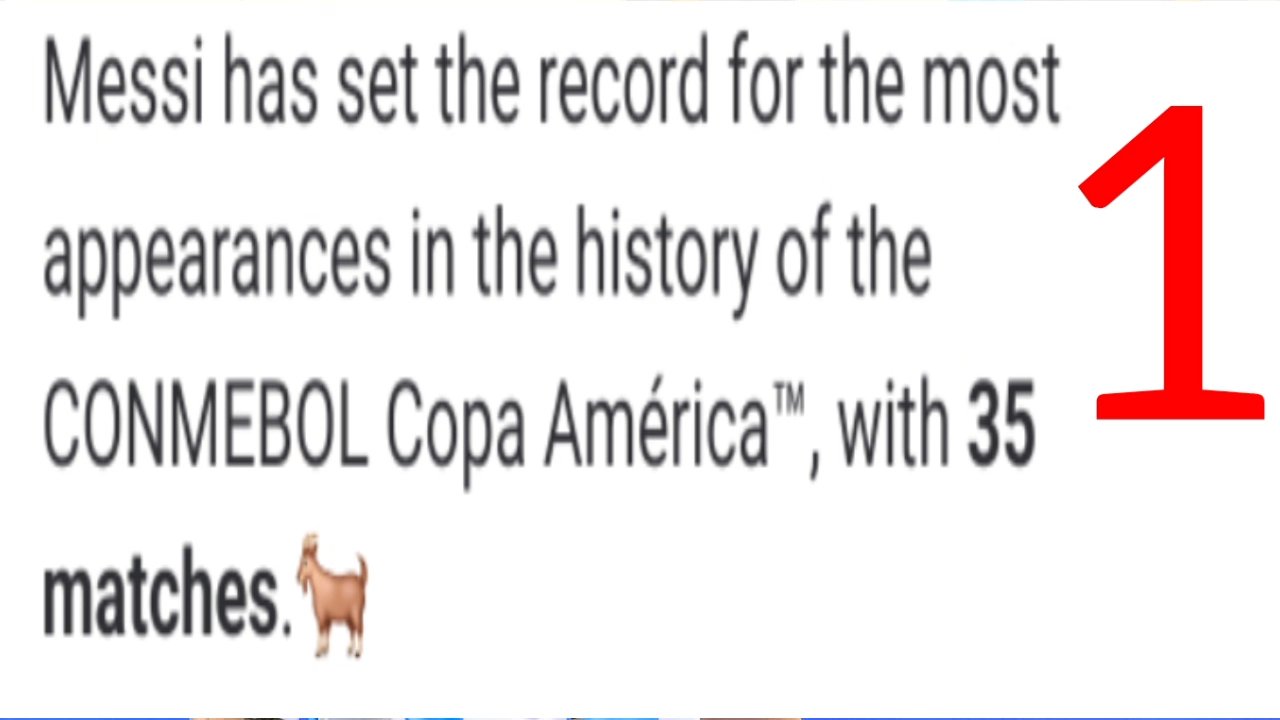 Messi has set the record for the most
appearances in the history of the
CONMEBOL Copa América™, with 35
matches.🐐
1